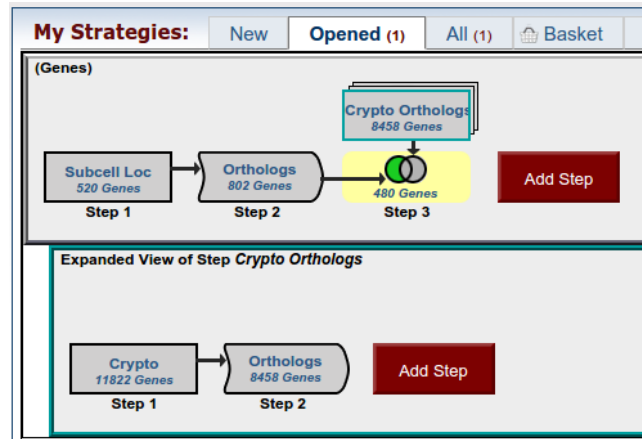 My Strategies:
New
Opened (1)
All (1)
Basket
(Genes)
Crypto Orthologs
8458 Genes
Subcell Loc
520 Genes
Step 1
Orthologs
802 Genes
Step 2
480 Genes
Step 3
Add Step
Expanded View of Step Crypto Orthologs
Crypto
11822 Genes
Step 1
Orthologs
8458 Genes
Step 2
Add Step